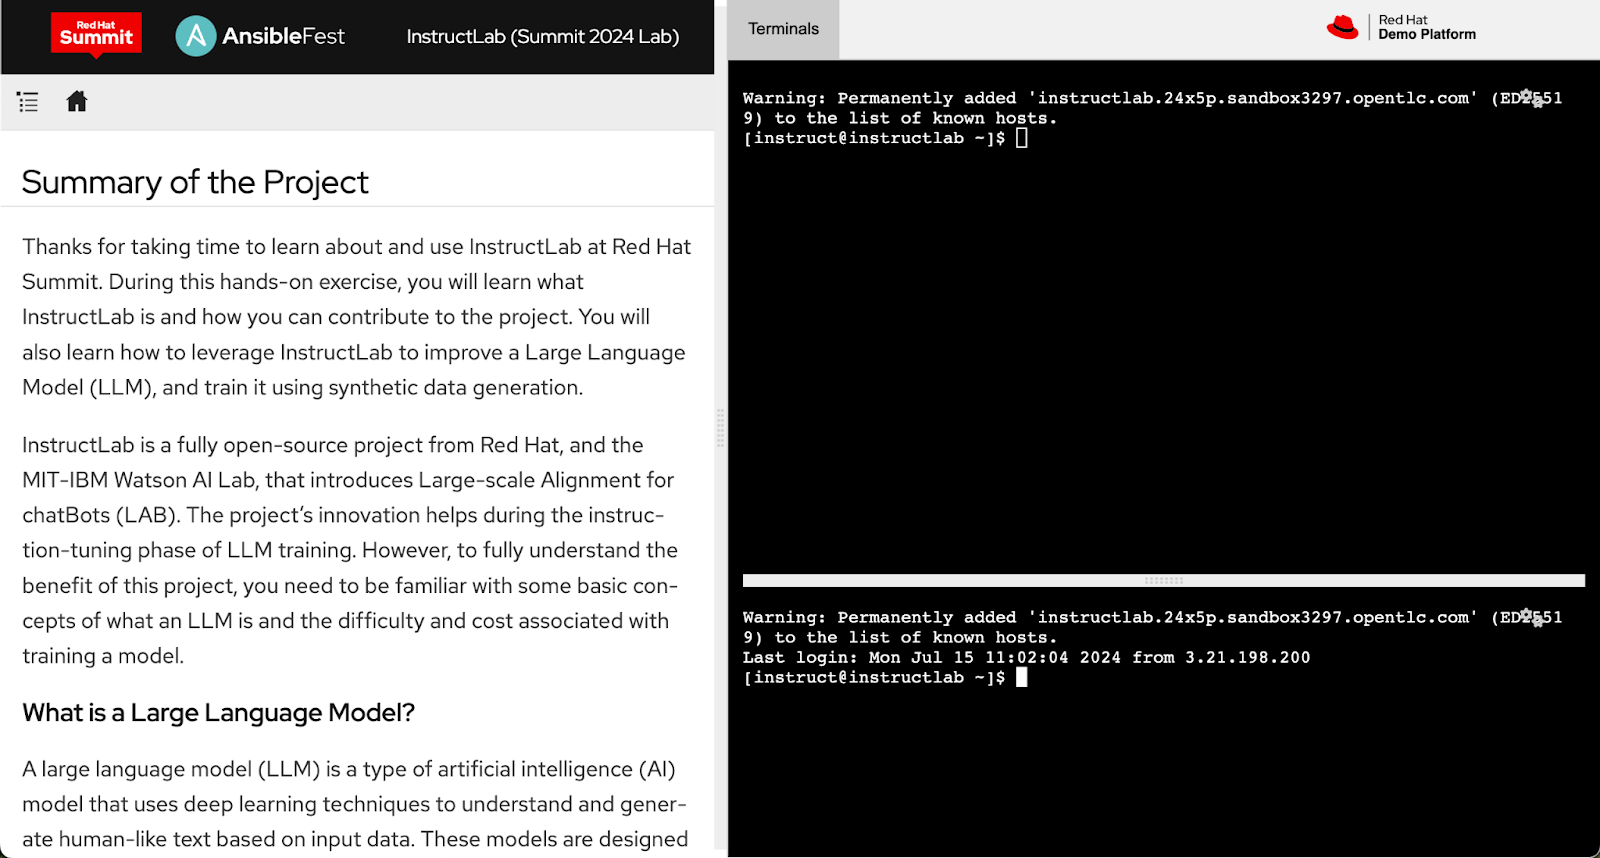 Red Hat
Summit
AnsibleFest
InstructLab (Summit 2024 Lab)
Summary of the Project
Thanks for taking time to learn about and use InstructLab at Red Hat
Summit. During this hands-on exercise, you will learn what
InstructLab is and how you can contribute to the project. You will
also learn how to leverage InstructLab to improve a Large Language
Model (LLM), and train it using synthetic data generation.
InstructLab is a fully open-source project from Red Hat, and the
MIT-IBM Watson AI Lab, that introduces Large-scale Alignment for
chatBots (LAB). The project’s innovation helps during the instruc-
tion-tuning phase of LLM training. However, to fully understand the
benefit of this project, you need to be familiar with some basic con-
cepts of what an LLM is and the difficulty and cost associated with
training a model.
What is a Large Language Model?
A large language model (LLM) is a type of artificial intelligence (AI)
model that uses deep learning techniques to understand and gener-
ate human-like text based on input data. These models are designed
Terminals
Red Hat
Demo Platform
Warning: Permanently added 'instructlab.24x5p.sandbox3297.opentlc.com'
9) to the list of known hosts.
[instruct@instructlab ~]$
Warning: Permanently added 'instructlab.24x5p.sandbox3297.opentlc.com'
9) to the list of known hosts.
Last login: Mon Jul 15 11:02:04 2024 from 3.21.198.200
[instruct@instructlab ~]$